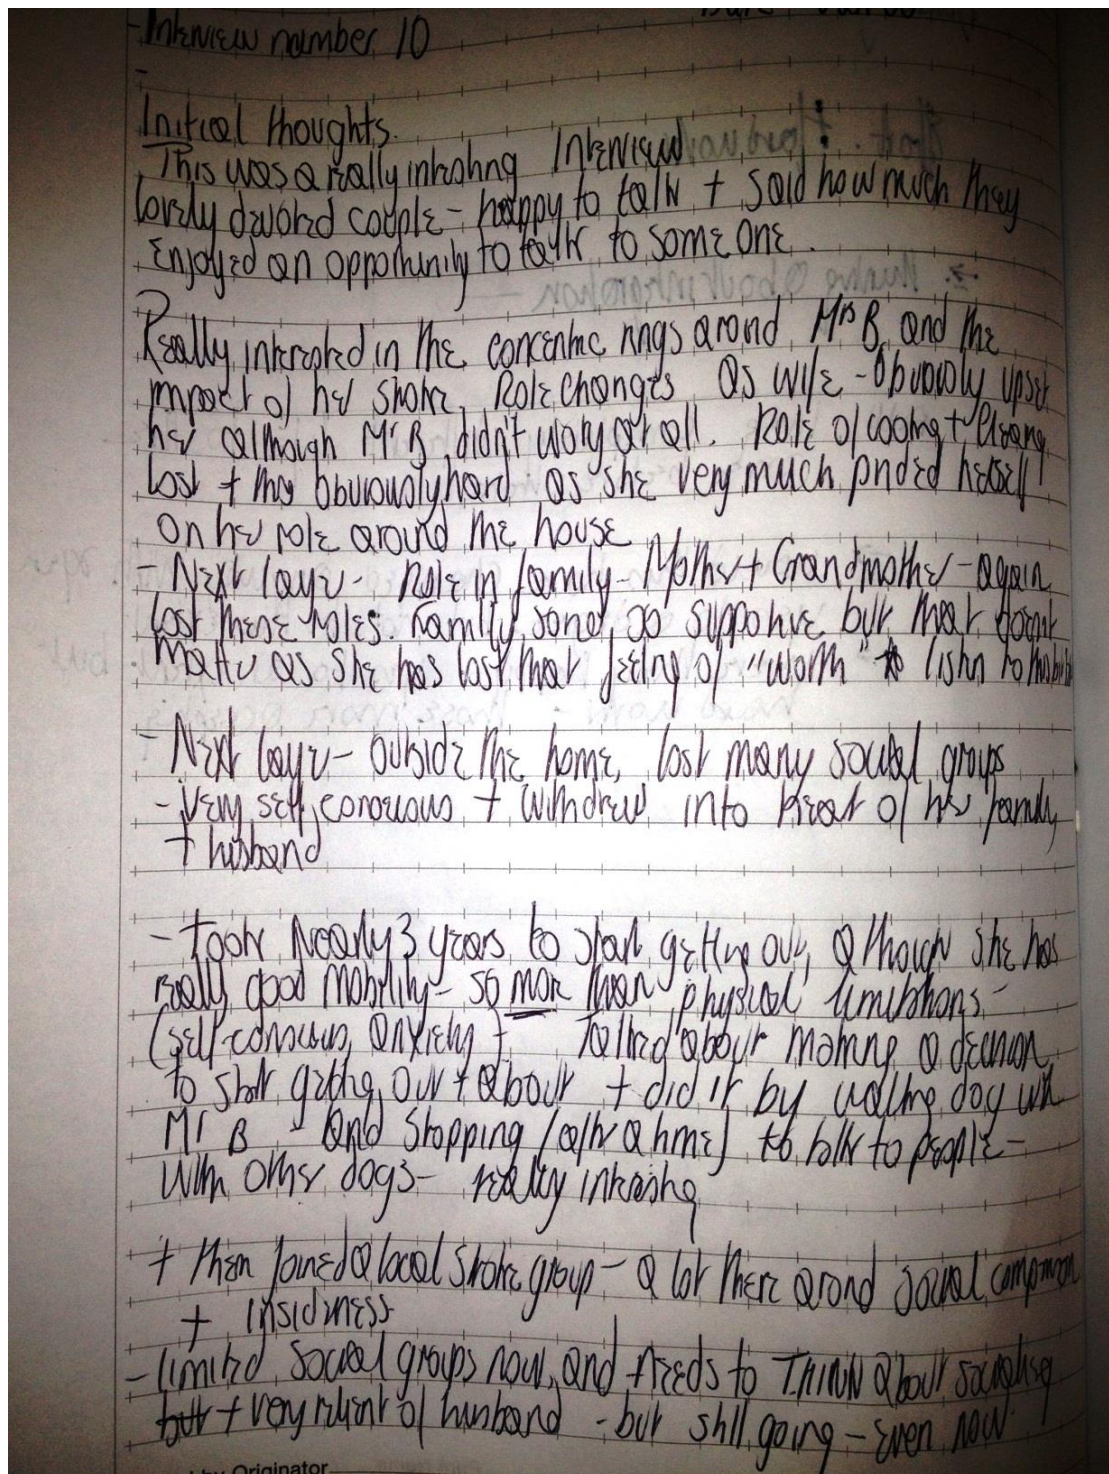 - Interview number 10
-
Initial thoughts.
This was a really interesting Interview
lovely devoted couple - happy to talk + said how much they
enjoyed an opportunity to talk to someone.
Really interested in the concentric rings around Mrs B and the
impact of her stroke. Role changes as wife - Obviously upset
her although Mr B didn't worry at all. Role of cooking + cleaning
lost + this obviously hard as she very much prided herself
on her role around the house
- Next layer - Role in family - Mother + Grandmother - again
lost these roles. Family sound so supportive but that doesn't
matter as she has lost that feeling of "worth" listen to this bit
- Next layer - outside the home, lost many social groups
- very self conscious + withdrew into of her family
+ husband
- Took Nearly 3 years to start getting out, although she has
really good mobility - so more than 'physical' limitations -
(self-conscious, anxiety) Talked about making a decision
to start getting out + about + did it by walking dog with
Mr B - and Stopping (after a time) to talk to people -
with other dogs - really interesting
+ then joined a local stroke group - a lot there around social comparison
+ insideness
- limited social groups now, and needs to THINK about socialising
+ very reliant of husband - but still going - even now
by Originator